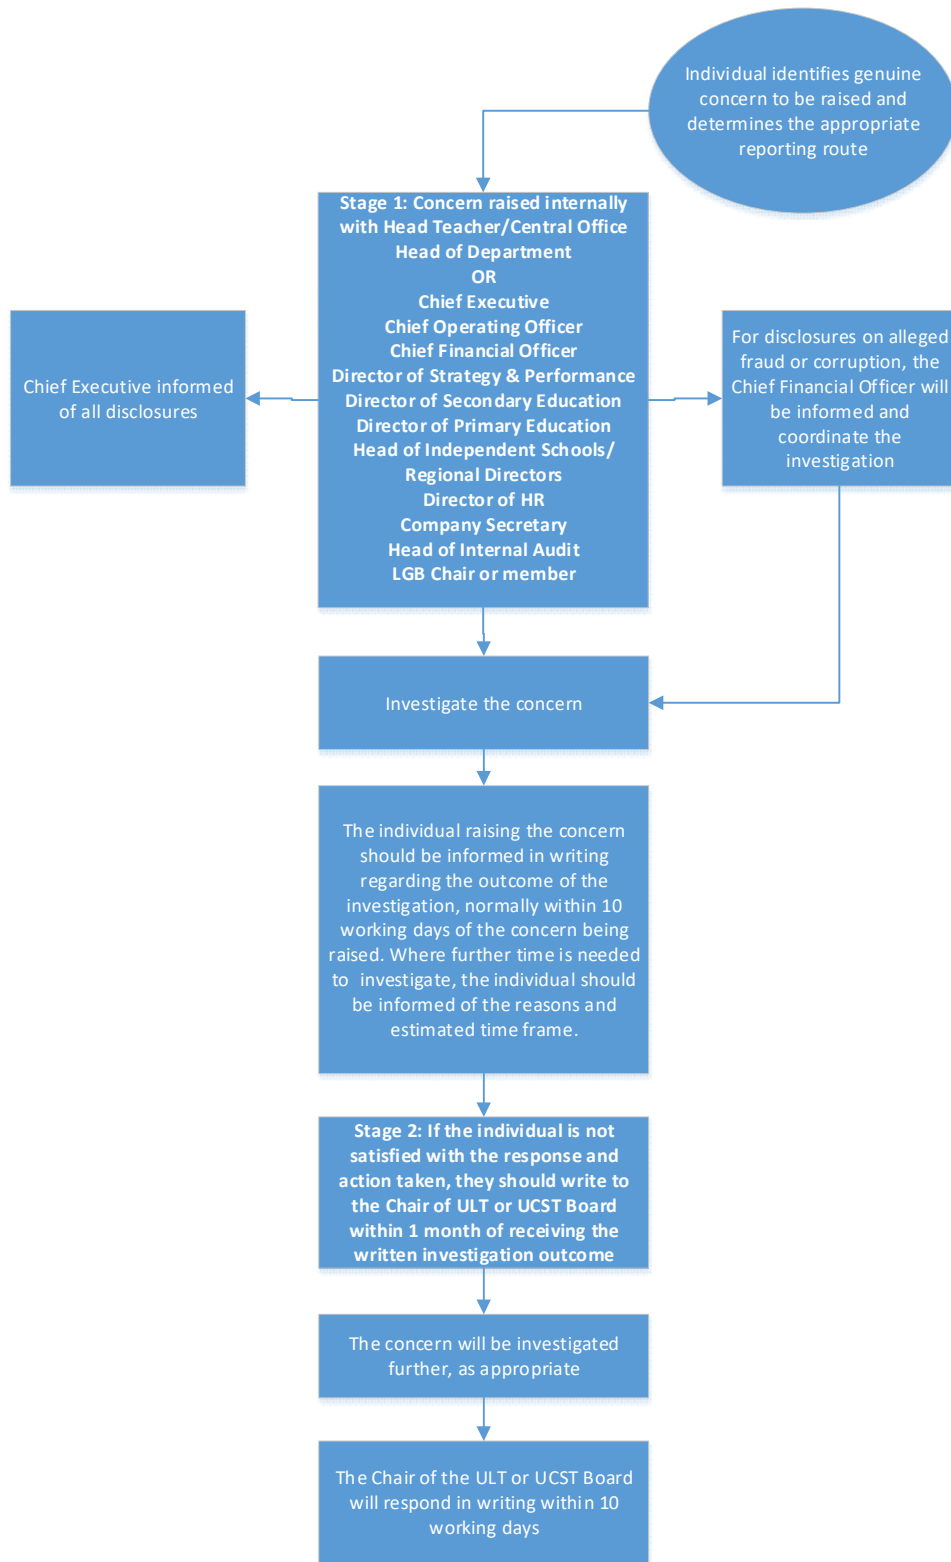 Individual identifies genuine
concern to be raised and
determines the appropriate
reporting route
Stage 1: Concern raised internally
with Head Teacher/Central Office
Head of Department
OR
Chief Executive
Chief Operating Officer
Chief Financial Officer
Director of Strategy & Performance
Director of Secondary Education
Director of Primary Education
Head of Independent Schools/
Regional Directors
Director of HR
Company Secretary
Head of Internal Audit
LGB Chair or member
Chief Executive informed
of all disclosures
For disclosures on alleged
fraud or corruption, the
Chief Financial Officer will
be informed and
coordinate the
investigation
Investigate the concern
The individual raising the concern
should be informed in writing
regarding the outcome of the
investigation, normally within 10
working days of the concern being
raised. Where further time is needed
to investigate, the individual should
be informed of the reasons and
estimated time frame.
Stage 2: If the individual is not
satisfied with the response and
action taken, they should write to
the Chair of ULT or UCST Board
within 1 month of receiving the
written investigation outcome
The concern will be investigated
further, as appropriate
The Chair of the ULT or UCST Board
will respond in writing within 10
working days